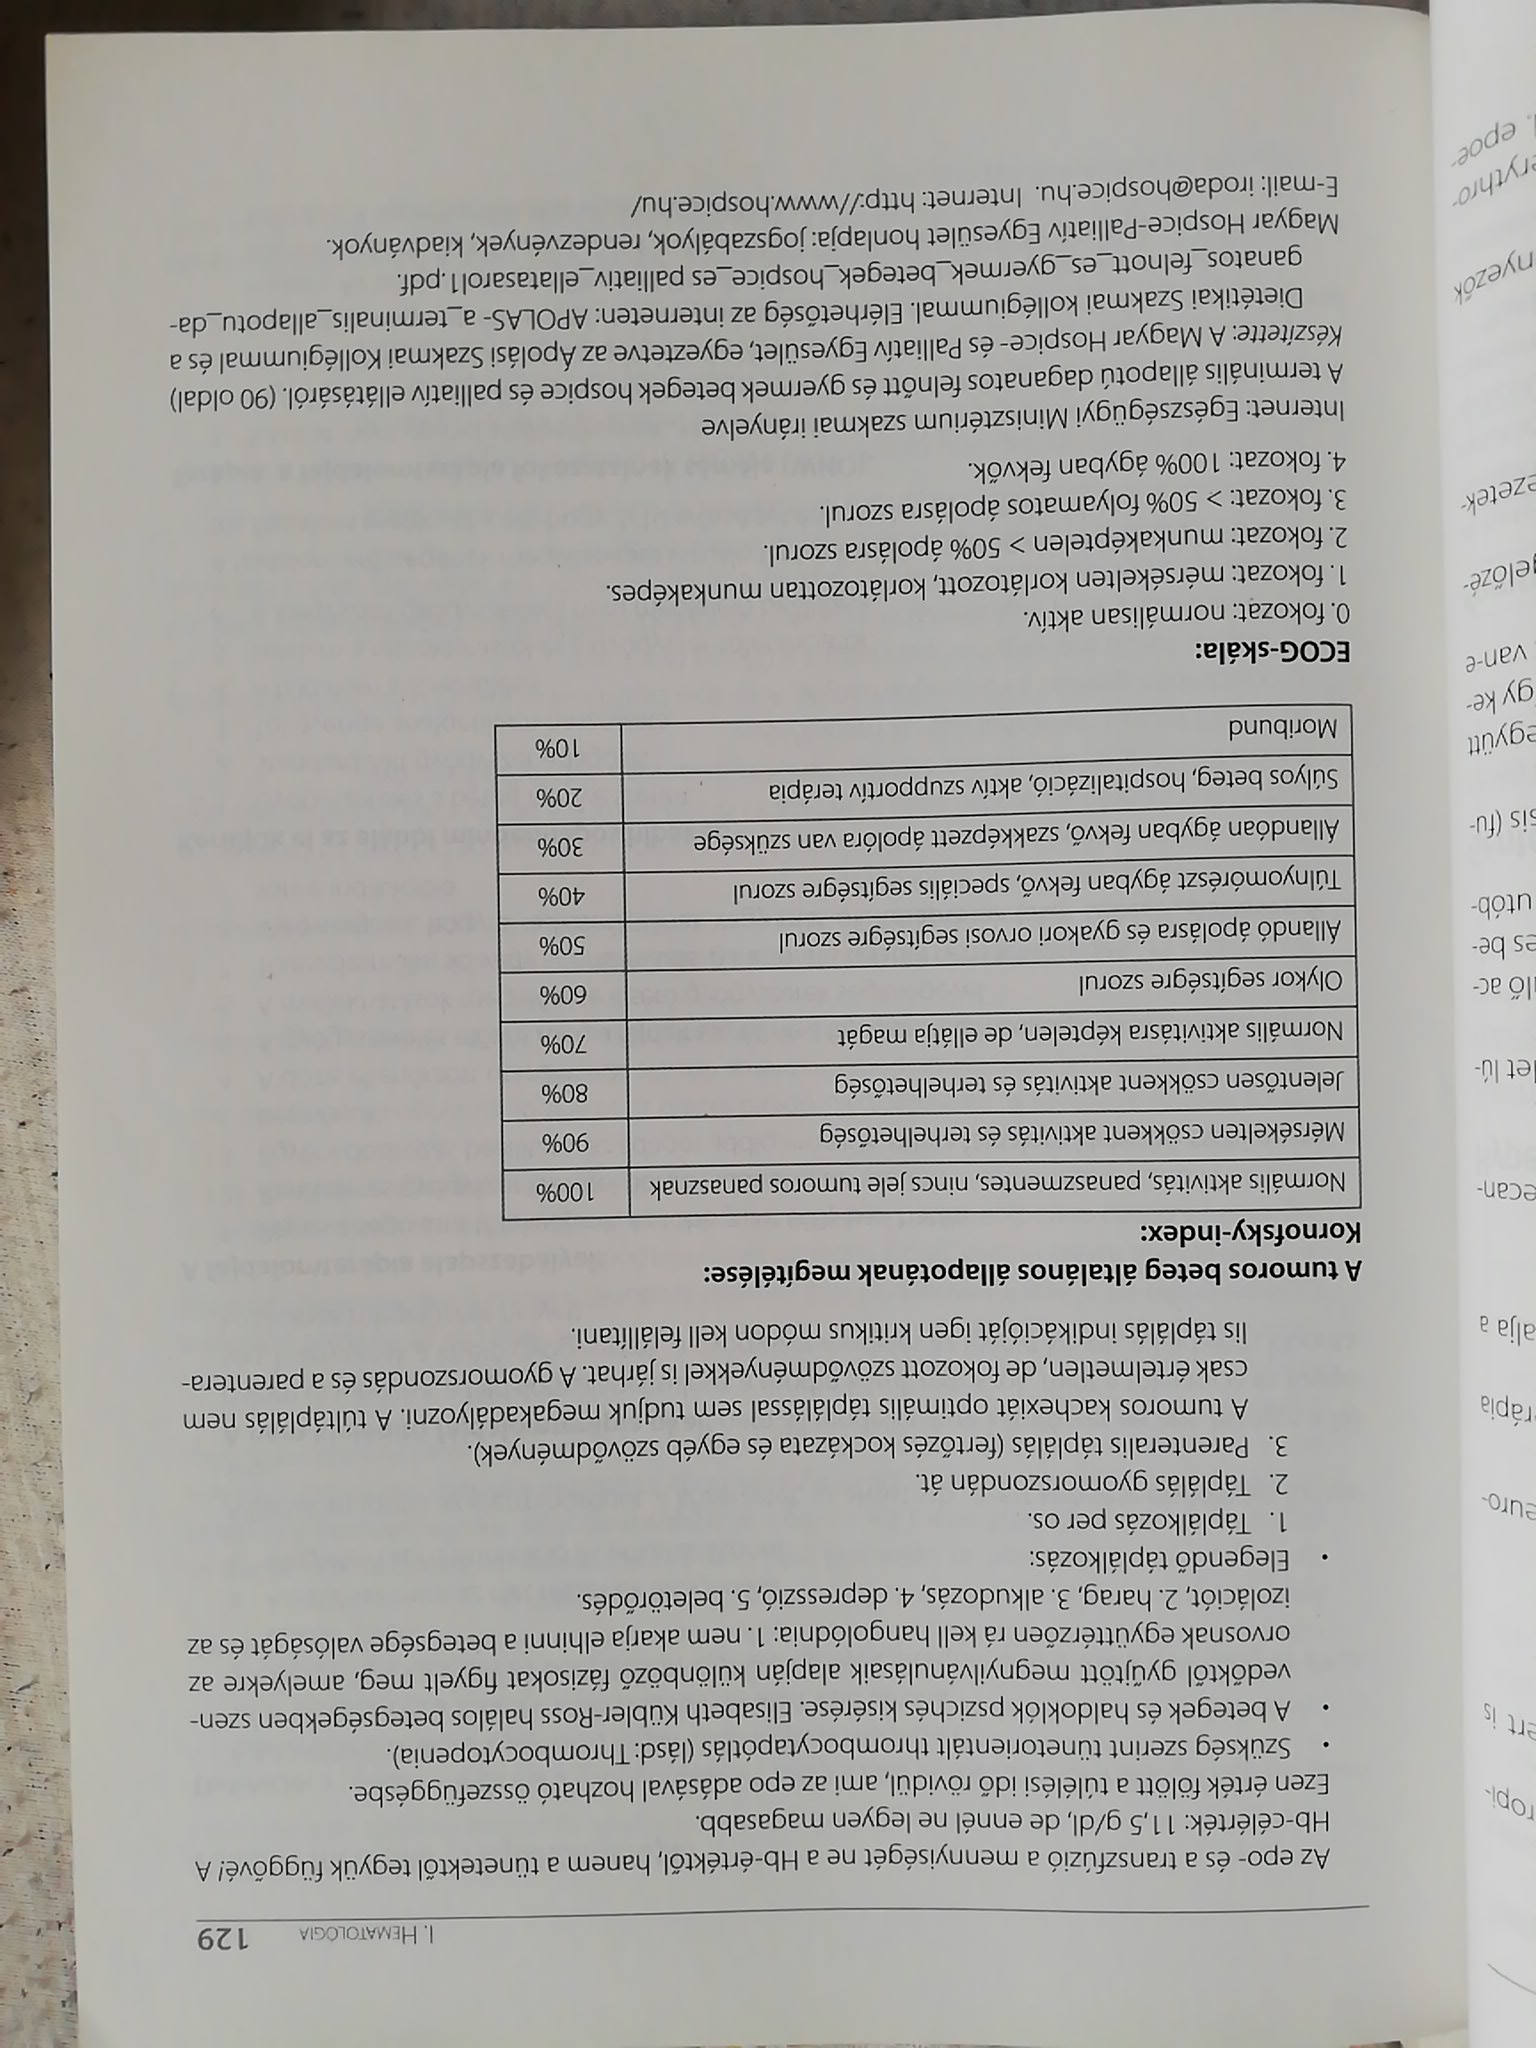 I. HEMATOLÓGIA 129
Az epo- és a transzfúzió a mennyiségét ne a Hb-értéktől, hanem a tünetektől tegyük függővé! A
Hb-célérték: 11,5 g/dl, de ennél ne legyen magasabb.
Ezen érték fölött a túlélési idő rövidül, ami az epo adásával hozható összefüggésbe.
• Szükség szerint tünetorientált thrombocytapótlás (lásd: Thrombocytopenia).
• A betegek és haldoklók pszichés kisérése. Elisabeth Kübler-Ross halálos betegségekben szen-
vedőktől gyűjtött megnyilvánulásaik alapján különböző fázisokat figyelt meg, amelyekre az
orvosnak együttérzően rá kell hangolódnia: 1. nem akarja elhinni a betegsége valóságát és az
izolációt, 2. harag, 3. alkudozás, 4. depresszió, 5. beletörődés.
• Elegendő táplálkozás:
1. Táplálkozás per os.
2. Táplálás gyomorszondán át.
3. Parenteralis táplálás (fertőzés kockázata és egyéb szövődmények).
A tumoros kachexiát optimális táplálással sem tudjuk megakadályozni. A túltáplálás nem
csak értelmetlen, de fokozott szövődményekkel is járhat. A gyomorszondás és a parentera-
lis táplálás indikációját igen kritikus módon kell felállítani.
A tumoros beteg általános állapotának megítélése:
Kornofsky-index:
Normális aktivitás, panaszmentes, nincs jele tumoros panasznak 100%
Mérsékelten csökkent aktivitás és terhelhetőség 90%
Jelentősen csökkent aktivitás és terhelhetőség 80%
Normális aktivitásra képtelen, de ellátja magát 70%
Olykor segítségre szorul 60%
Állandó ápolásra és gyakori orvosi segítségre szorul 50%
Túlnyomórészt ágyban fekvő, speciális segítségre szorul 40%
Állandóan ágyban fekvő, szakképzett ápolóra van szüksége 30%
Súlyos beteg, hospitalizáció, aktív szupportív terápia 20%
Moribund 10%
ECOG-skála:
0. fokozat: normálisan aktív.
1. fokozat: mérsékelten korlátozott, korlátozottan munkaképes.
2. fokozat: munkaképtelen > 50% ápolásra szorul.
3. fokozat: > 50% folyamatos ápolásra szorul.
4. fokozat: 100% ágyban fekvők.
Internet: Egészségügyi Minisztérium szakmai irányelve
A terminális állapotú daganatos felnőtt és gyermek betegek hospice és palliatív ellátásáról. (90 oldal)
Készítette: A Magyar Hospice- és Palliatív Egyesület, egyeztetve az Ápolási Szakmai Kollégiummal és a
Dietétikai Szakmai kollégiummal. Elérhetőség az interneten: APOLAS- a_terminalis_allapotu_da-
ganatos_felnott_es_gyermek_betegek_hospice_es palliativ_ellatasarol1.pdf.
Magyar Hospice-Palliatív Egyesület honlapja: jogszabályok, rendezvények, kiadványok.
E-mail: iroda@hospice.hu. Internet: http://www.hospice.hu/